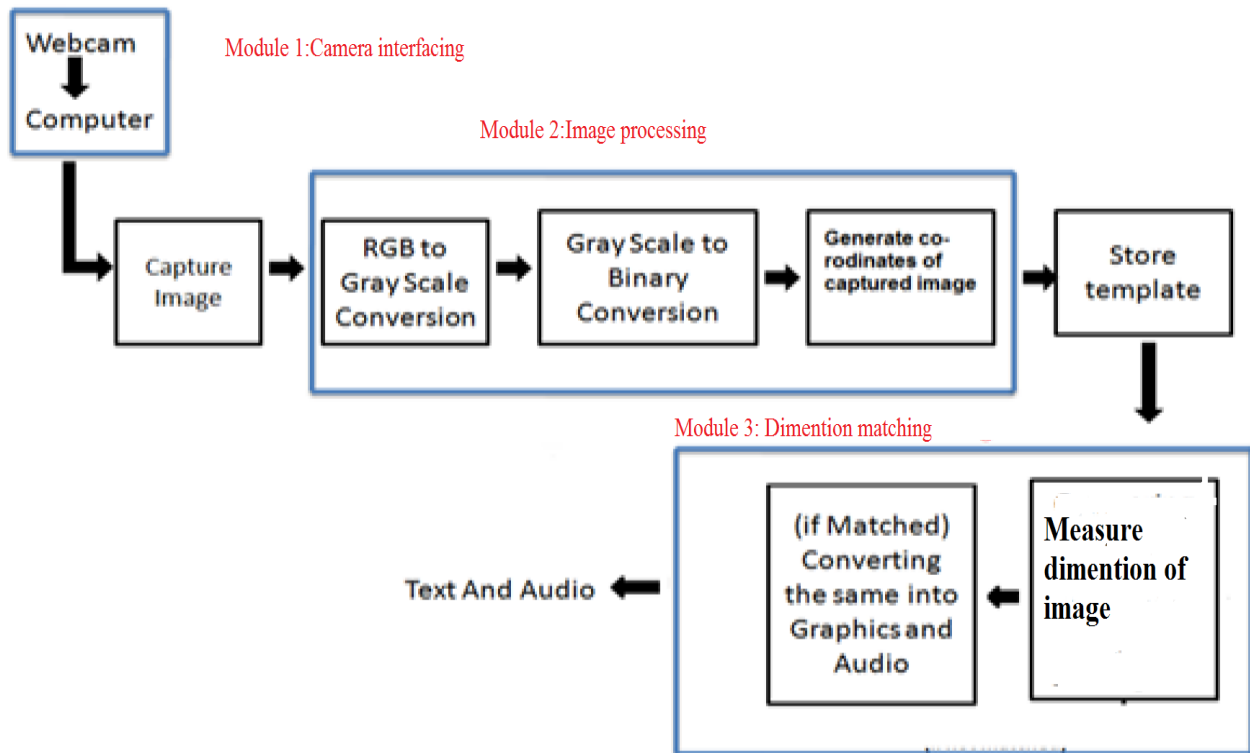 Webcam
Computer
Module 1:Camera interfacing
Module 2:Image processing
Capture
Image
RGB to
Gray Scale
Conversion
Gray Scale to
Binary
Conversion
Generate co-
rodinates of
captured image
Store
template
Module 3: Dimention matching
Measure
dimention of
image
(if Matched)
Converting
the same into
Graphics and
Audio
Text And Audio